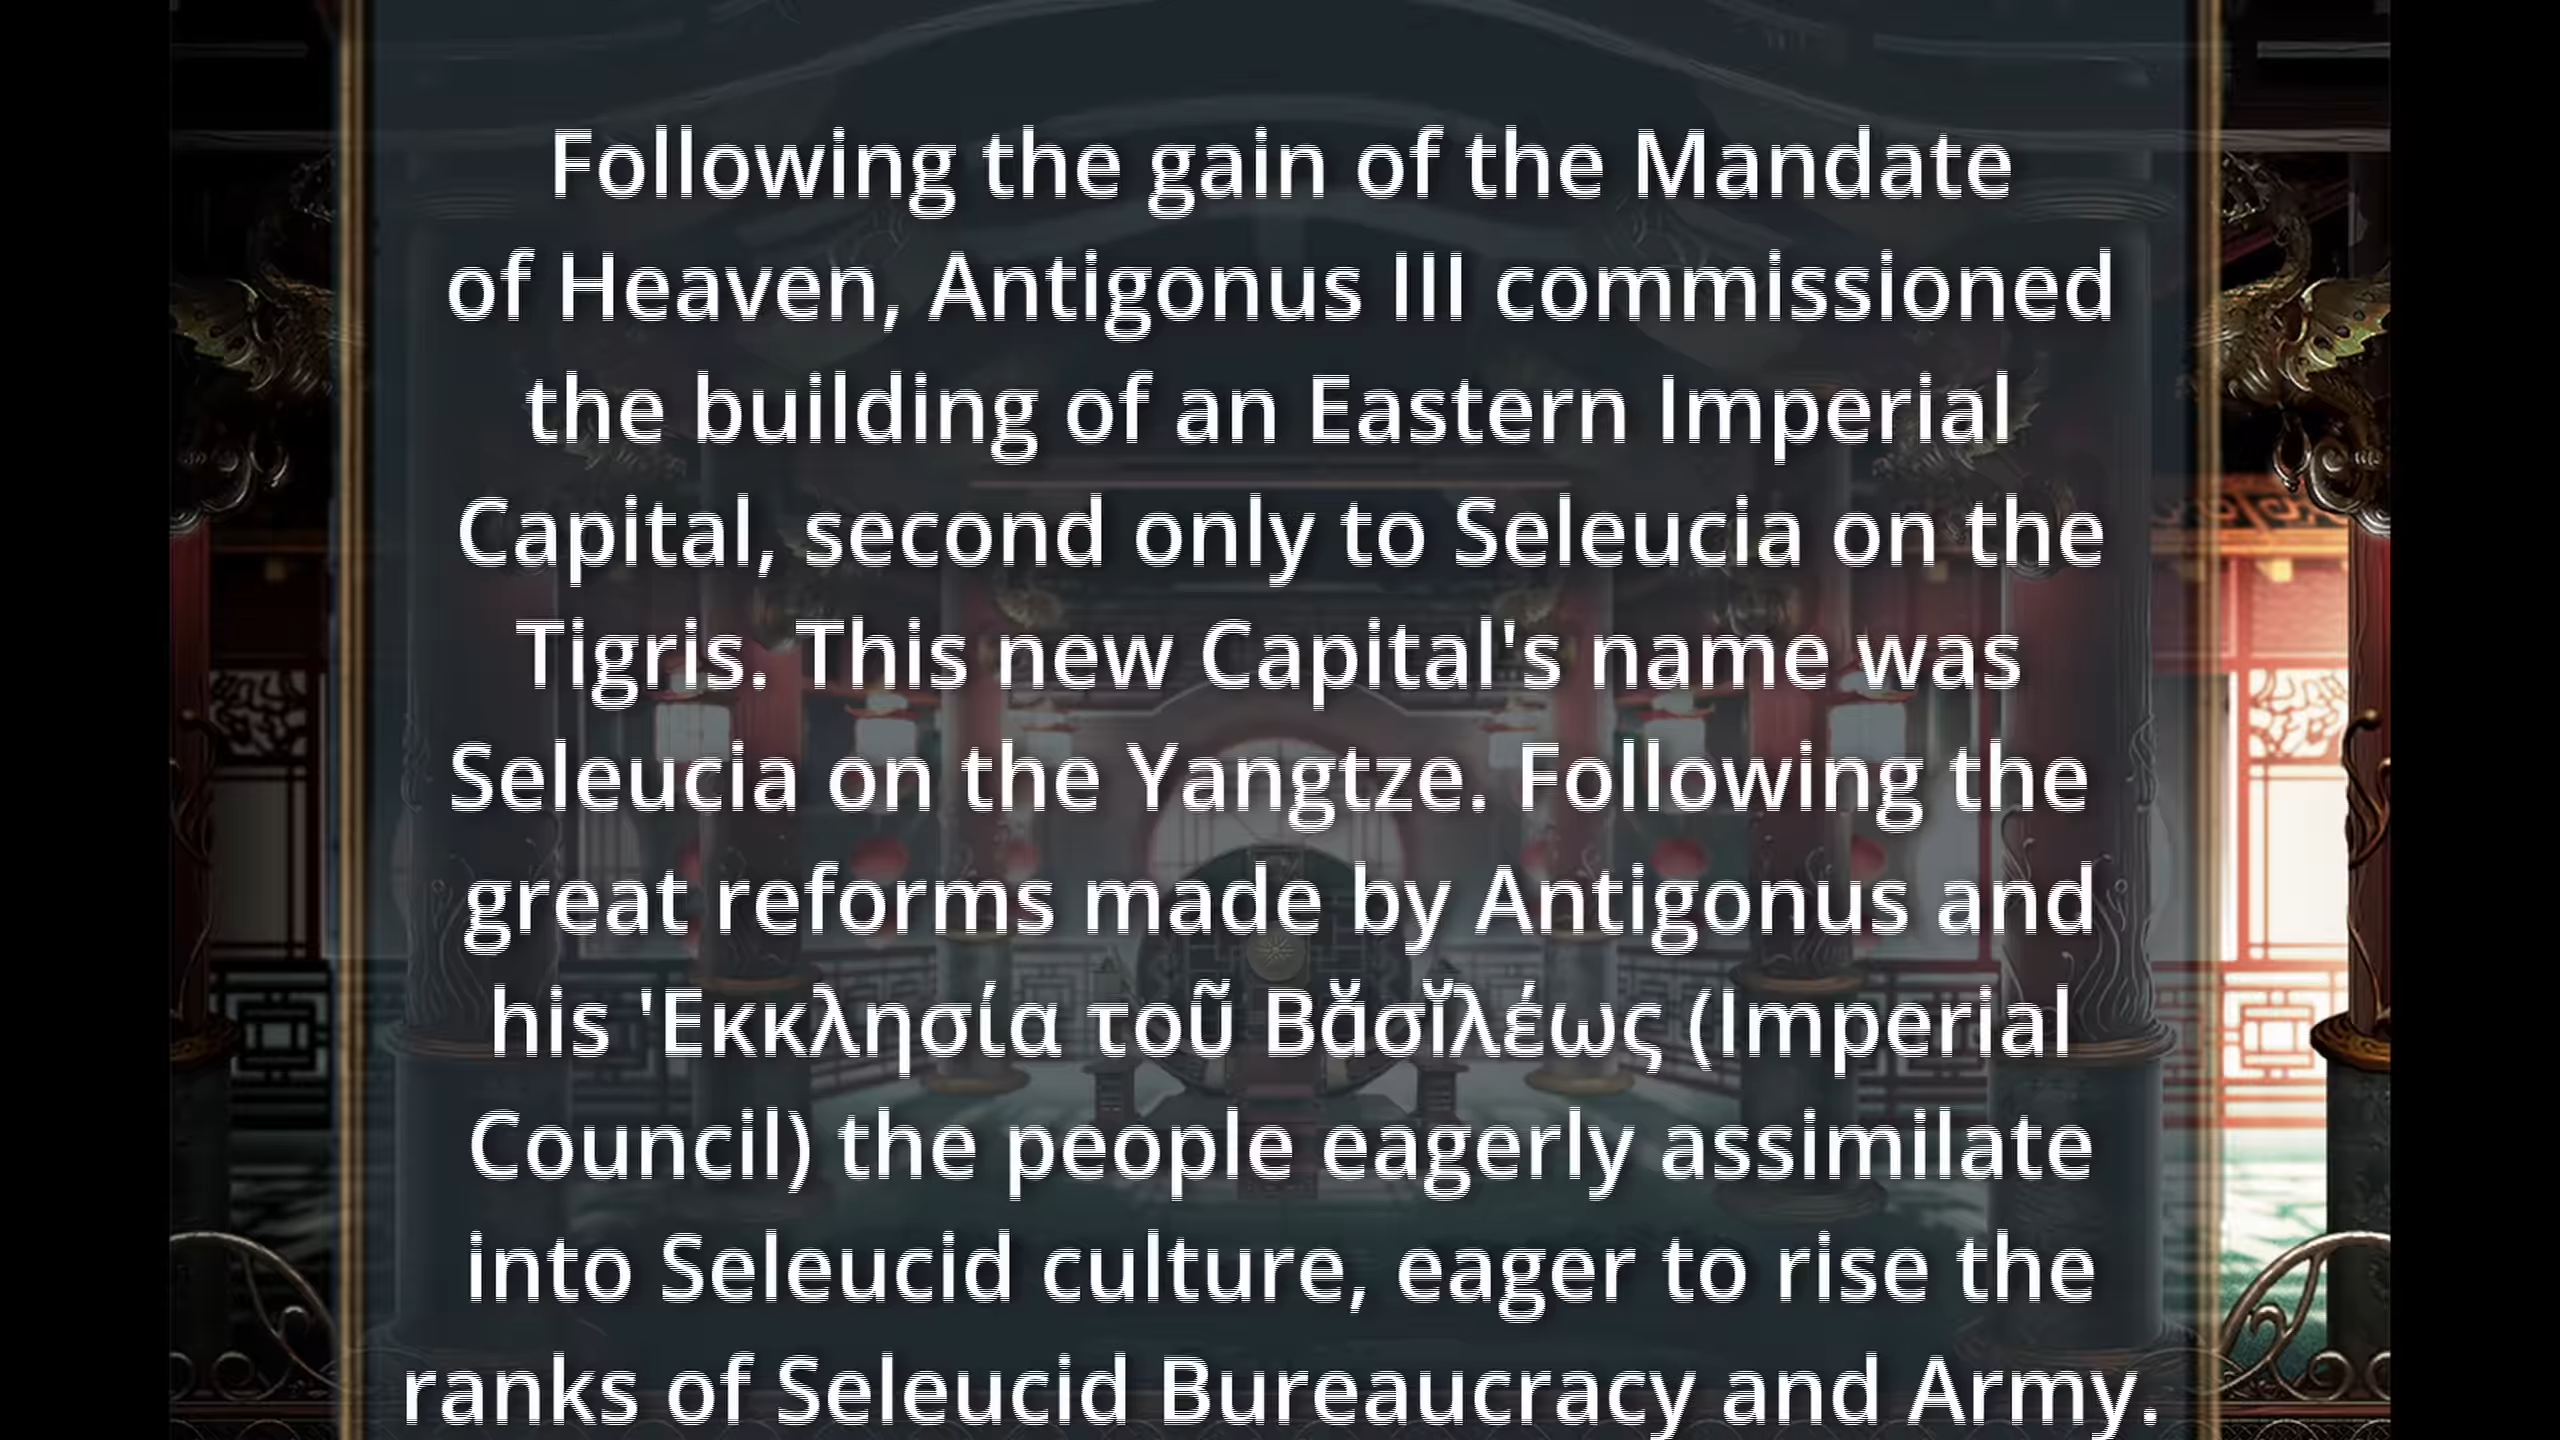 Following the gain of the Mandate
of Heaven, Antigonus III commissioned
the building of an Eastern Imperial
Capital, second only to Seleucia on the
Tigris. This new Capital's name was
Seleucia on the Yangtze. Following the
great reforms made by Antigonus and
his 'Εκκλησία τοῦ Βᾰσῐλέως (Imperial
Council) the people eagerly assimilate
into Seleucid culture, eager to rise the
ranks of Seleucid Bureaucracy and Army.